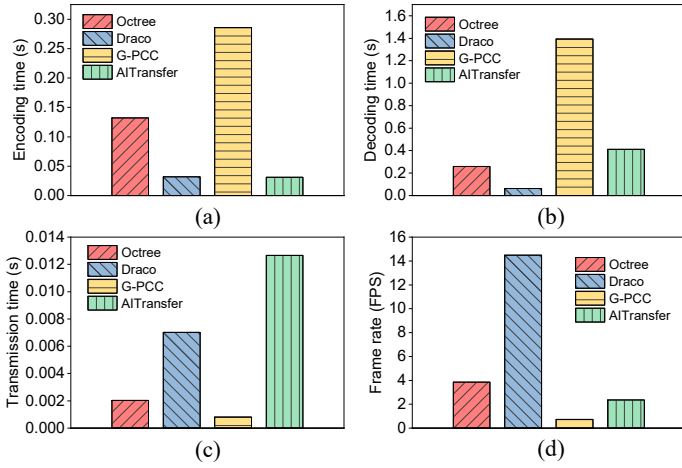 Encoding time (s)
0.30
0.25
0.20
0.15
0.10
0.05
0.00
Octree
Draco
G-PCC
AITransfer
(a)
Decoding time (s)
1.6
1.4
1.2
1.0
0.8
0.6
0.4
0.2
0.0
Octree
Draco
G-PCC
AITransfer
(b)
Transmission time (s)
0.014
0.012
0.010
0.008
0.006
0.004
0.002
0.000
Octree
Draco
G-PCC
AITransfer
(c)
Frame rate (FPS)
16
14
12
10
8
6
4
2
0
Octree
Draco
G-PCC
AITransfer
(d)